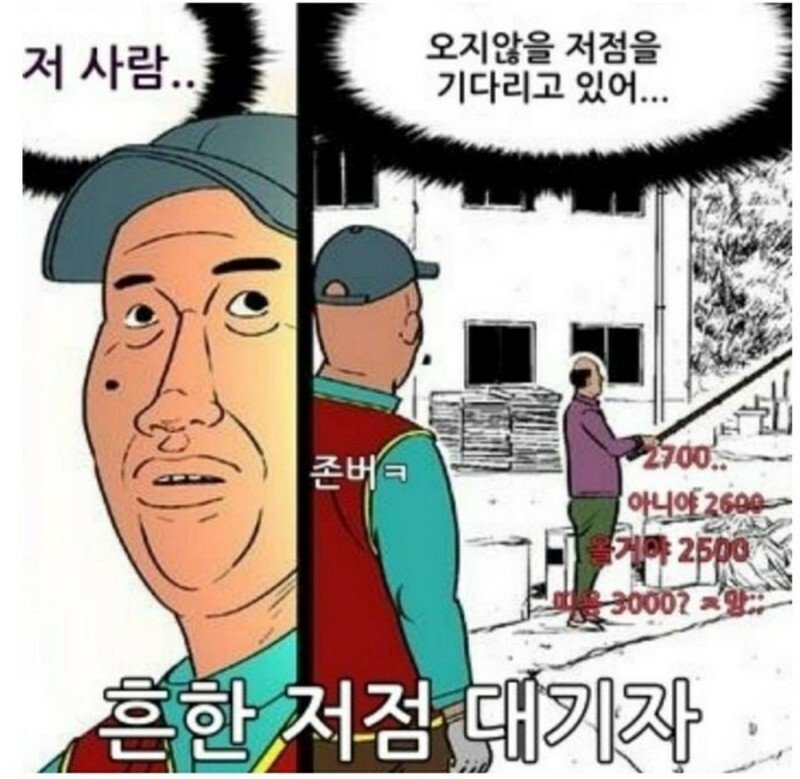 저 사람..
오지않을 저점을
기다리고 있어...
존버ㅋ
2700..
아니야 2600
올거야 2500
띠용 3000? ㅈ망;;
흔한 저점 대기자